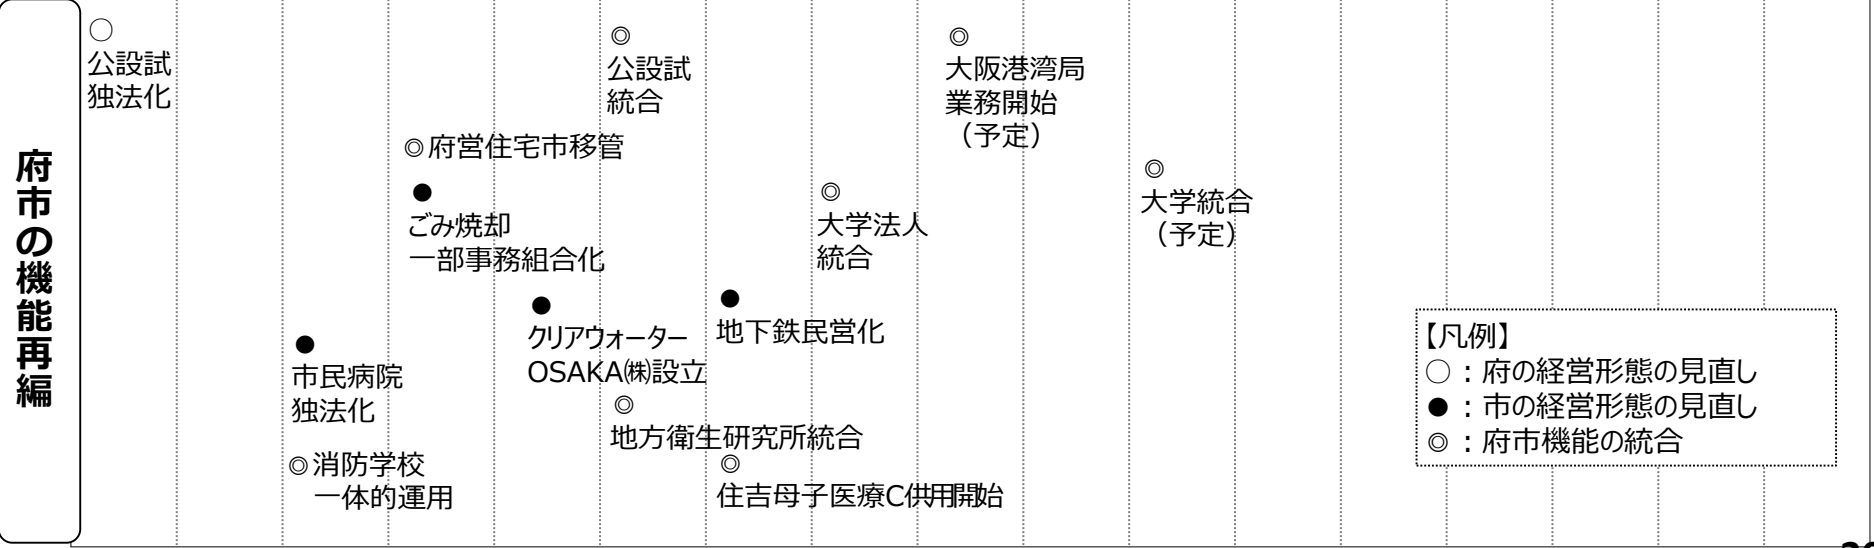 府市の機能再編
○
公設試
独法化
◎
公設試
統合
◎
大阪港湾局
業務開始
（予定）
◎府営住宅市移管
●
ごみ焼却
一部事務組合化
◎
大学法人
統合
◎
大学統合
（予定）
●
クリアウォーター
OSAKA㈱設立
●
地下鉄民営化
●
市民病院
独法化
◎
地方衛生研究所統合
◎消防学校
一体的運用
◎
住吉母子医療C供用開始
【凡例】
○：府の経営形態の見直し
●：市の経営形態の見直し
◎：府市機能の統合